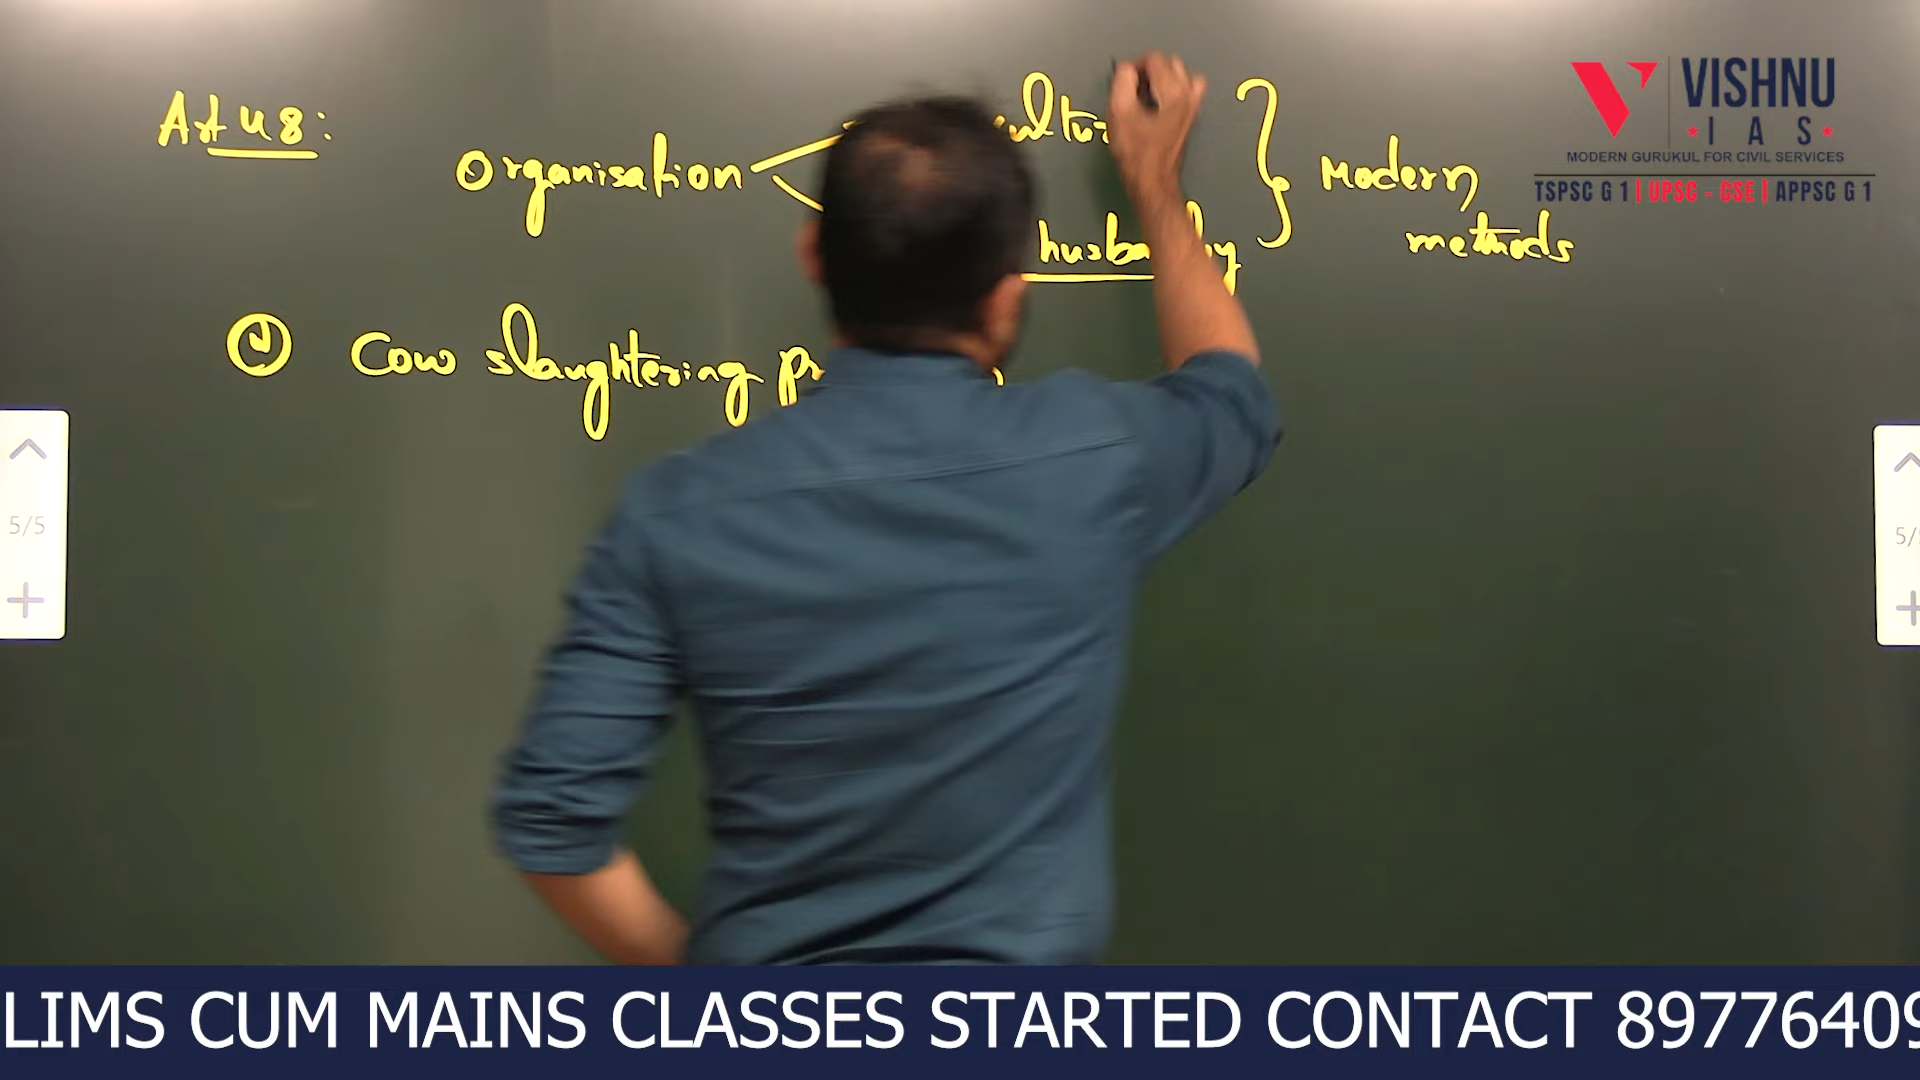 Art 48:
Organisation
husba
Modern
methods
Cow slaughtering
VISHNU
IAS
MODERN GURUKUL FOR CIVIL SERVICES
TSPSC G 1 | UPSC - CSE | APPSC G 1
5/5
5/
LIMS CUM MAINS CLASSES STARTED CONTACT 89776409